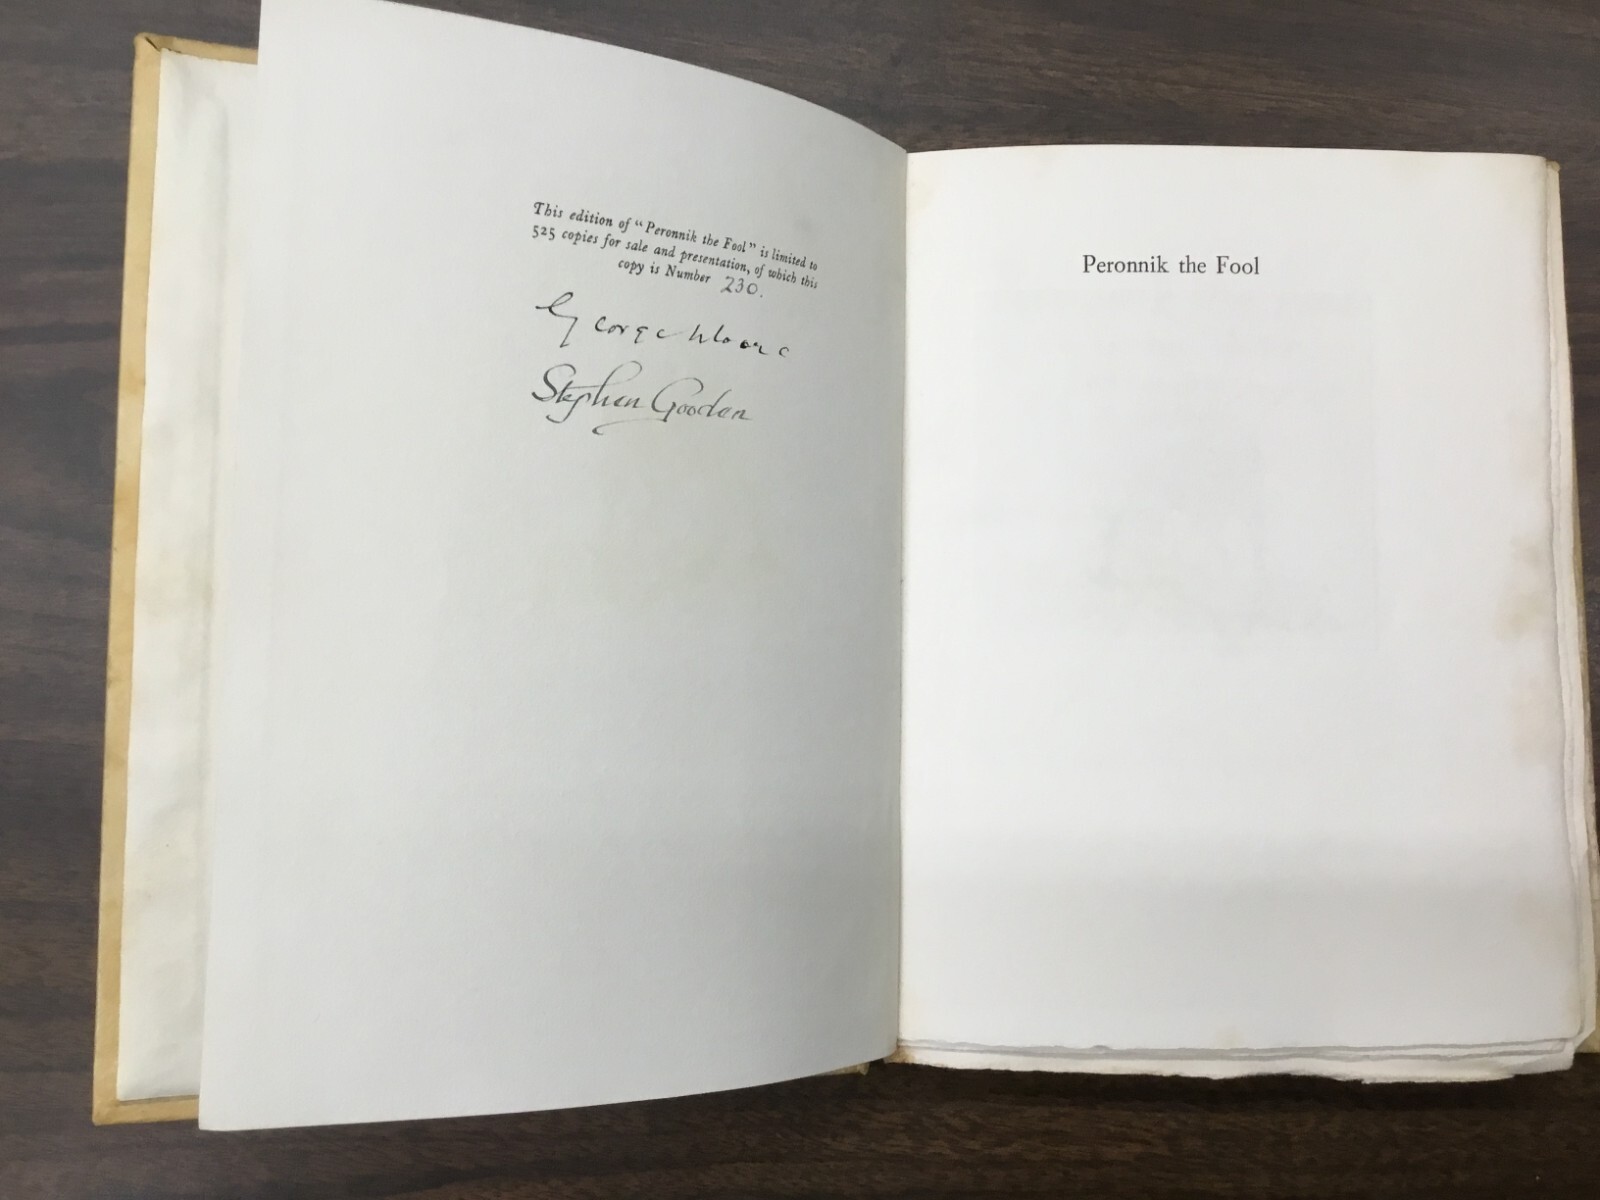 This edition of "Peronnik the Fool" is limited to
525 copies for sale and presentation, of which this
copy is Number 230.
George Moore
Stephen Gooden
Peronnik the Fool